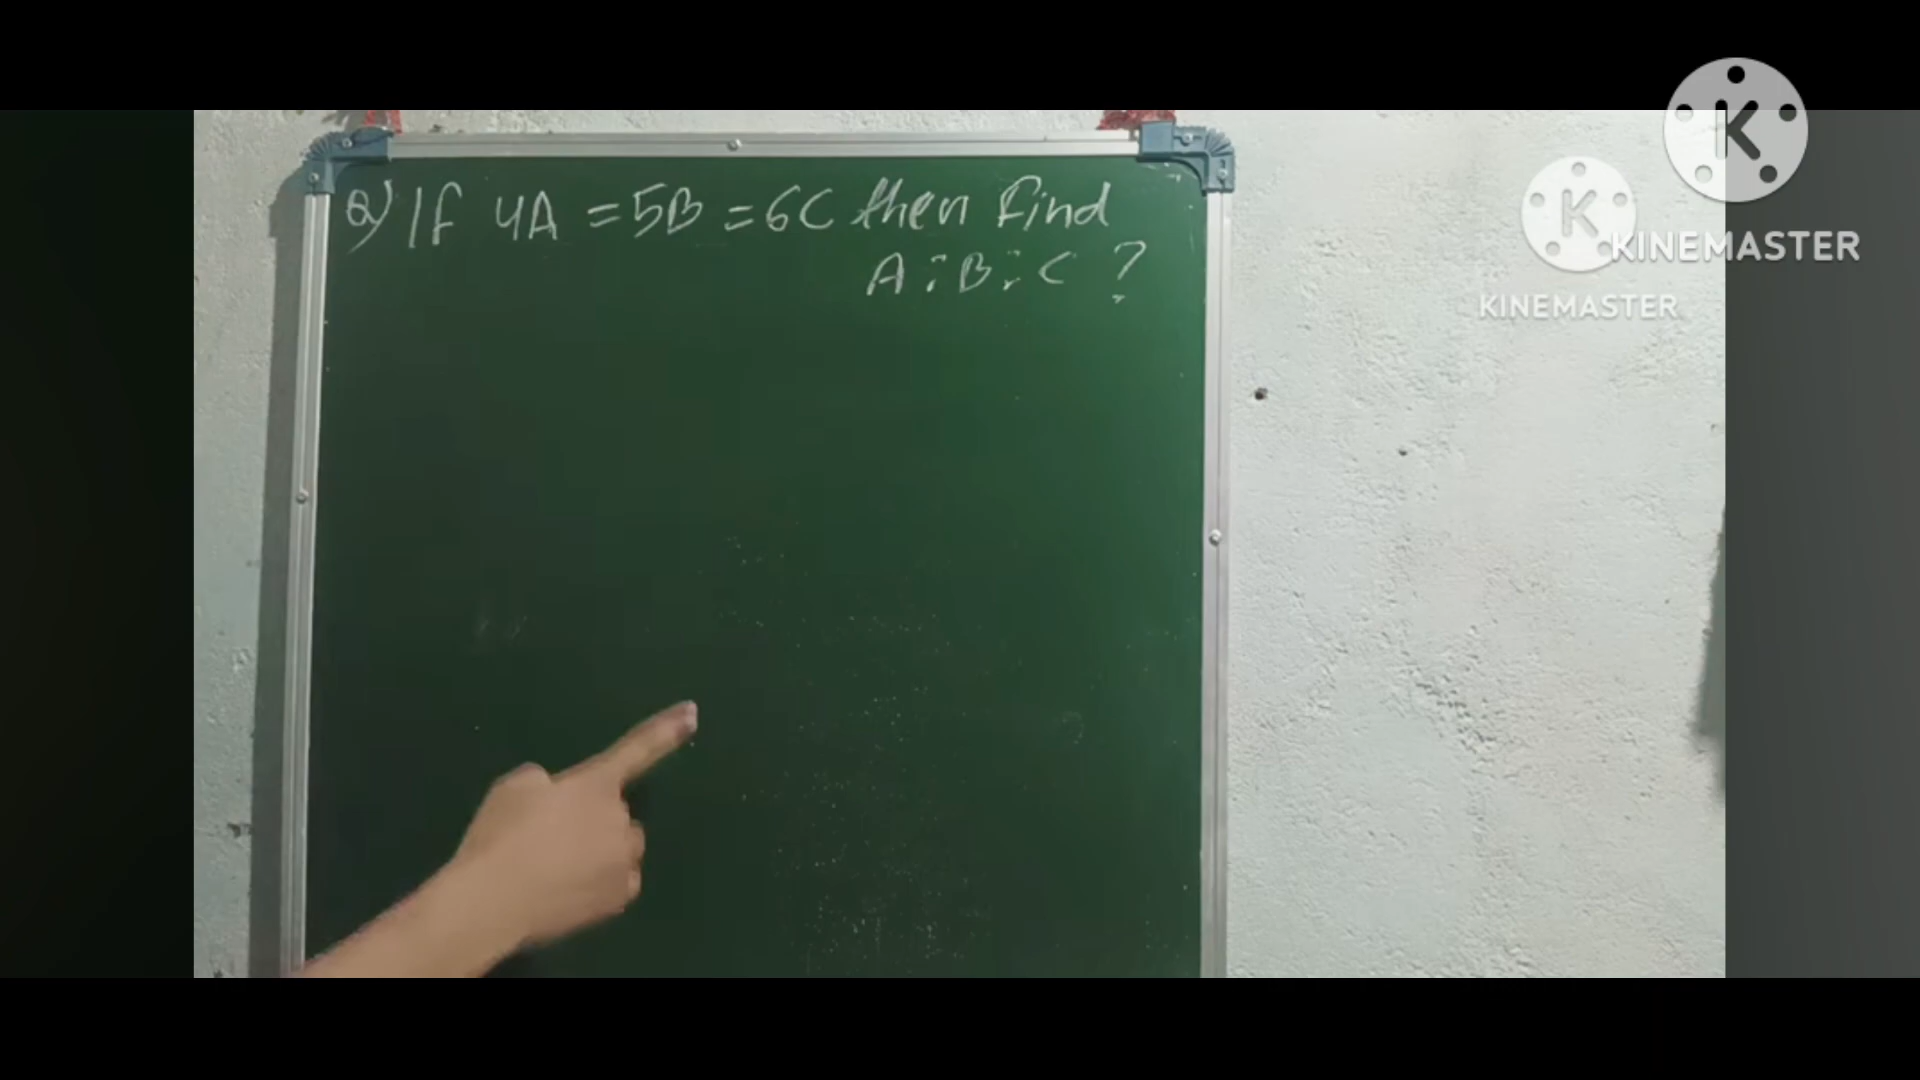 Q) If 4A = 5B = 6C then Find
A : B : C ?
K
KINEMASTER
K
KINEMASTER